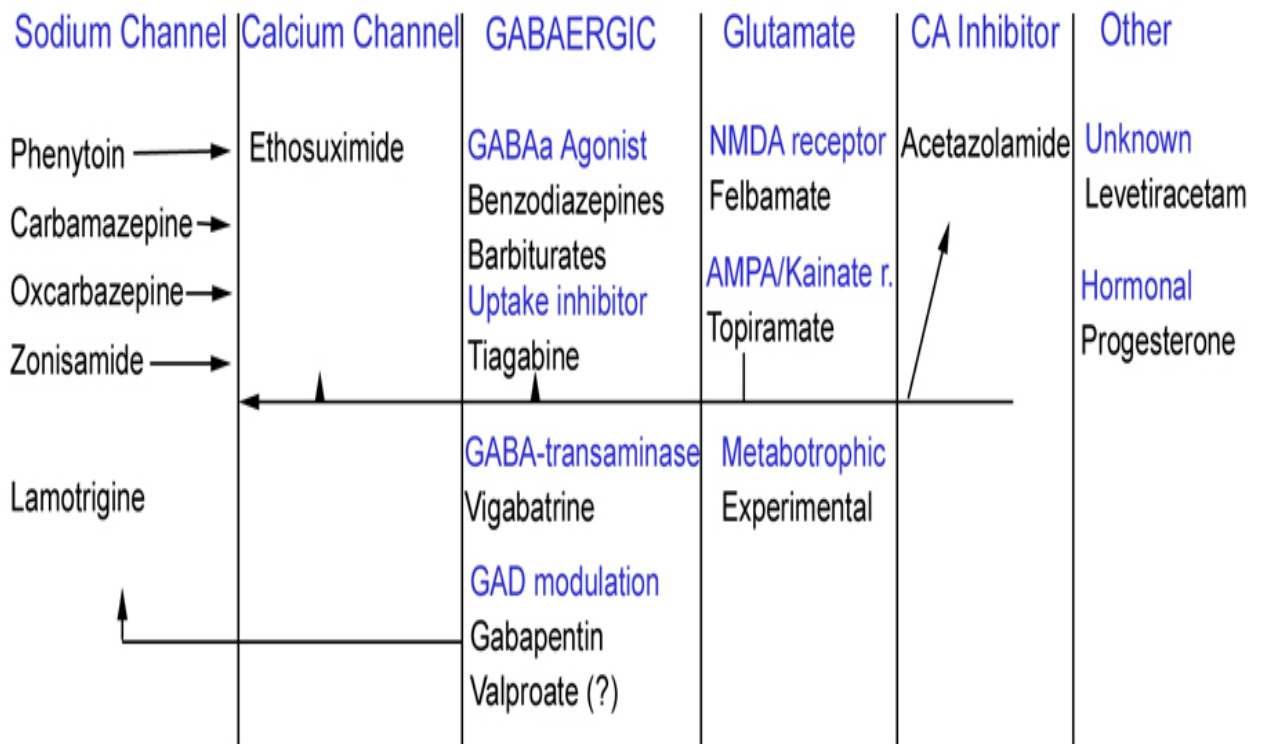 Sodium Channel
Calcium Channel
GABAERGIC
Glutamate
CA Inhibitor
Other
Phenytoin
Carbamazepine
Oxcarbazepine
Zonisamide
Lamotrigine
Ethosuximide
GABAa Agonist
Benzodiazepines
Barbiturates
Uptake inhibitor
Tiagabine
GABA-transaminase
Vigabatrine
GAD modulation
Gabapentin
Valproate (?)
NMDA receptor
Felbamate
AMPA/Kainate r.
Topiramate
Metabotrophic
Experimental
Acetazolamide
Unknown
Levetiracetam
Hormonal
Progesterone